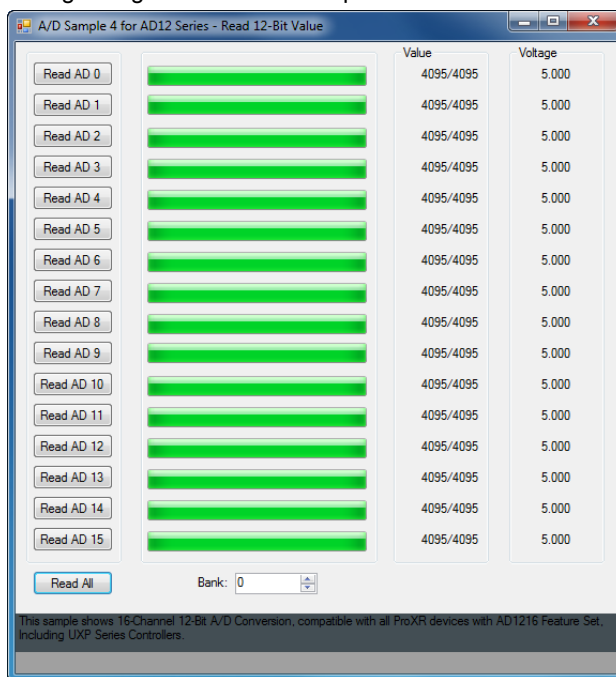 A/D Sample 4 for AD12 Series - Read 12-Bit Value
Value Voltage
Read AD 0 4095/4095 5.000
Read AD 1 4095/4095 5.000
Read AD 2 4095/4095 5.000
Read AD 3 4095/4095 5.000
Read AD 4 4095/4095 5.000
Read AD 5 4095/4095 5.000
Read AD 6 4095/4095 5.000
Read AD 7 4095/4095 5.000
Read AD 8 4095/4095 5.000
Read AD 9 4095/4095 5.000
Read AD 10 4095/4095 5.000
Read AD 11 4095/4095 5.000
Read AD 12 4095/4095 5.000
Read AD 13 4095/4095 5.000
Read AD 14 4095/4095 5.000
Read AD 15 4095/4095 5.000
Read All Bank: 0
This sample shows 16-Channel 12-Bit A/D Conversion, compatible with all ProXR devices with AD1216 Feature Set,
Including UXP Series Controllers.